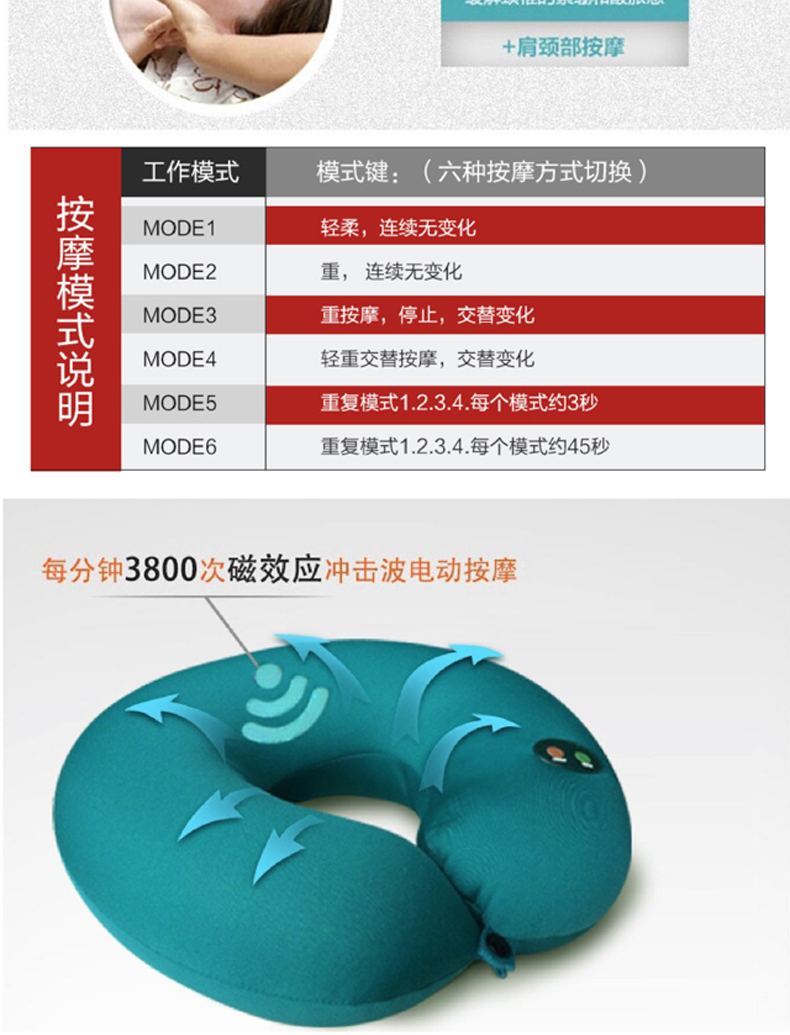 +肩颈部按摩
按摩模式说明
工作模式 模式键：（六种按摩方式切换）
MODE1 轻柔，连续无变化
MODE2 重， 连续无变化
MODE3 重按摩，停止，交替变化
MODE4 轻重交替按摩，交替变化
MODE5 重复模式1.2.3.4.每个模式约3秒
MODE6 重复模式1.2.3.4.每个模式约45秒
每分钟3800次磁效应冲击波电动按摩